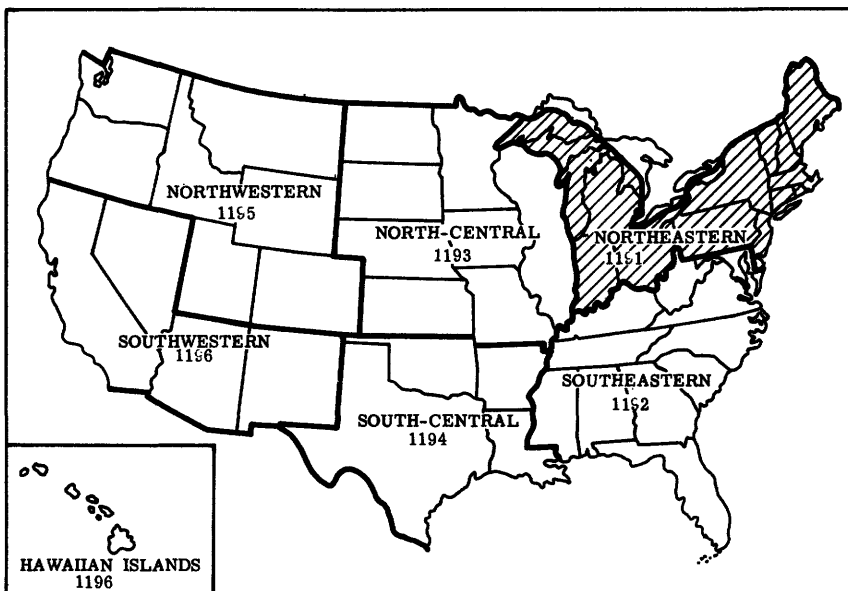 NORTHWESTERN
1195
NORTH-CENTRAL
1193
NORTHEASTERN
1191
SOUTHWESTERN
1196
SOUTHEASTERN
1192
SOUTH-CENTRAL
1194
HAWAIIAN ISLANDS
1196